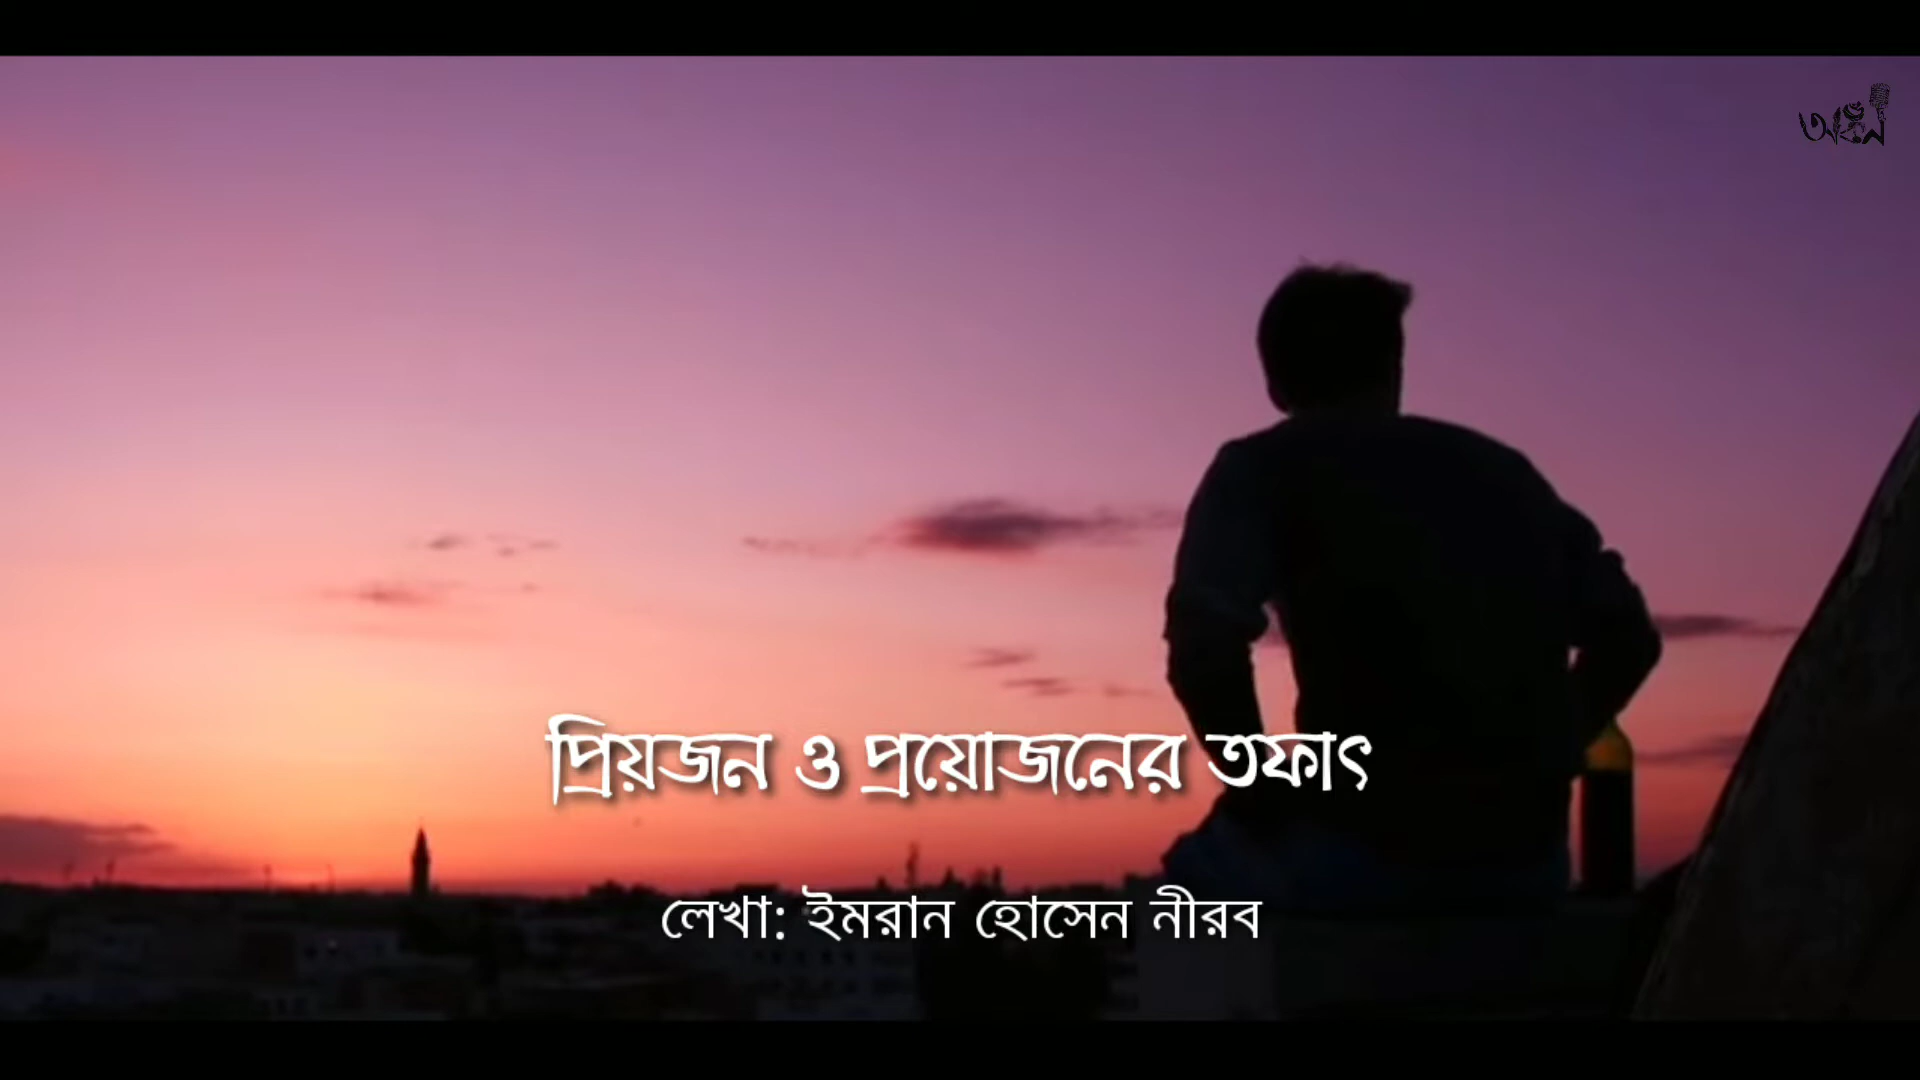 প্রিয়জন ও প্রয়োজনের তফাৎ
লেখা: ইমরান হোসেন নীরব